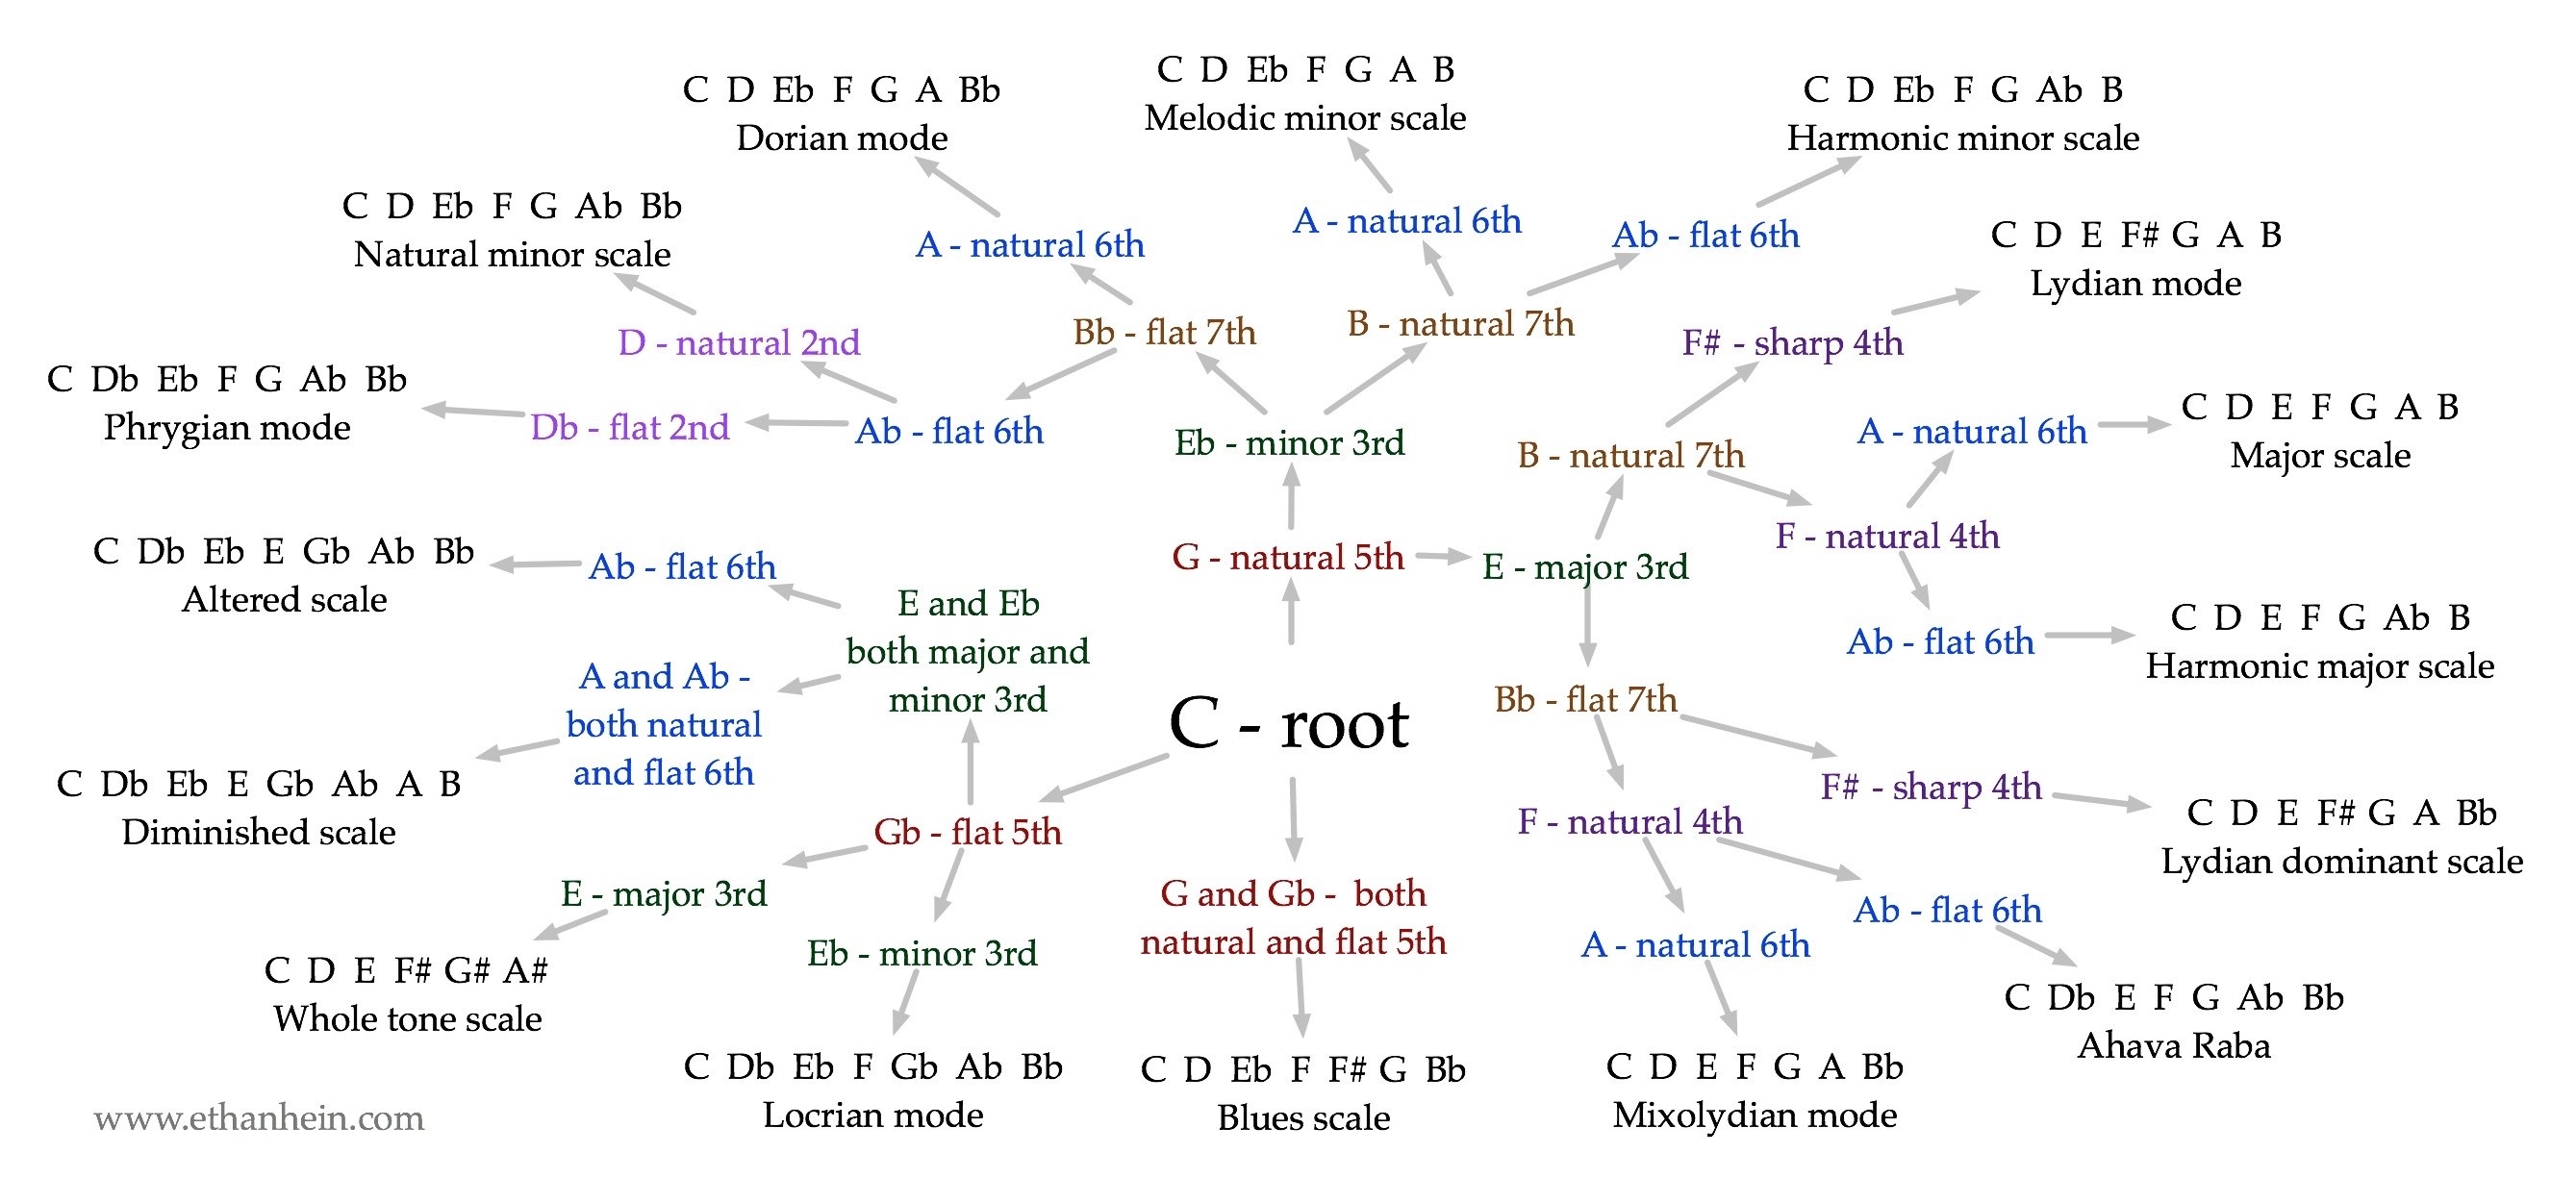 C D Eb F G A B
Melodic minor scale
C D Eb F G A Bb
Dorian mode
C D Eb F G Ab B
Harmonic minor scale
C D Eb F G Ab Bb
Natural minor scale
A - natural 6th
A - natural 6th
Ab - flat 6th
C D E F# G A B
Lydian mode
D - natural 2nd
Bb - flat 7th
B - natural 7th
F# - sharp 4th
C Db Eb F G Ab Bb
Phrygian mode
Db - flat 2nd
Ab - flat 6th
Eb - minor 3rd
B - natural 7th
A - natural 6th
C D E F G A B
Major scale
F - natural 4th
C Db Eb E Gb Ab Bb
Altered scale
Ab - flat 6th
E and Eb
both major and
minor 3rd
G - natural 5th
E - major 3rd
Ab - flat 6th
C D E F G Ab B
Harmonic major scale
A and Ab -
both natural
and flat 6th
C - root
Bb - flat 7th
C Db Eb E Gb Ab A B
Diminished scale
Gb - flat 5th
F - natural 4th
F# - sharp 4th
C D E F# G A Bb
Lydian dominant scale
E - major 3rd
Eb - minor 3rd
G and Gb - both
natural and flat 5th
A - natural 6th
Ab - flat 6th
C D E F# G# A#
Whole tone scale
C Db E F G Ab Bb
Ahava Raba
C Db Eb F Gb Ab Bb
Locrian mode
C D Eb F F# G Bb
Blues scale
C D E F G A Bb
Mixolydian mode
www.ethanhein.com